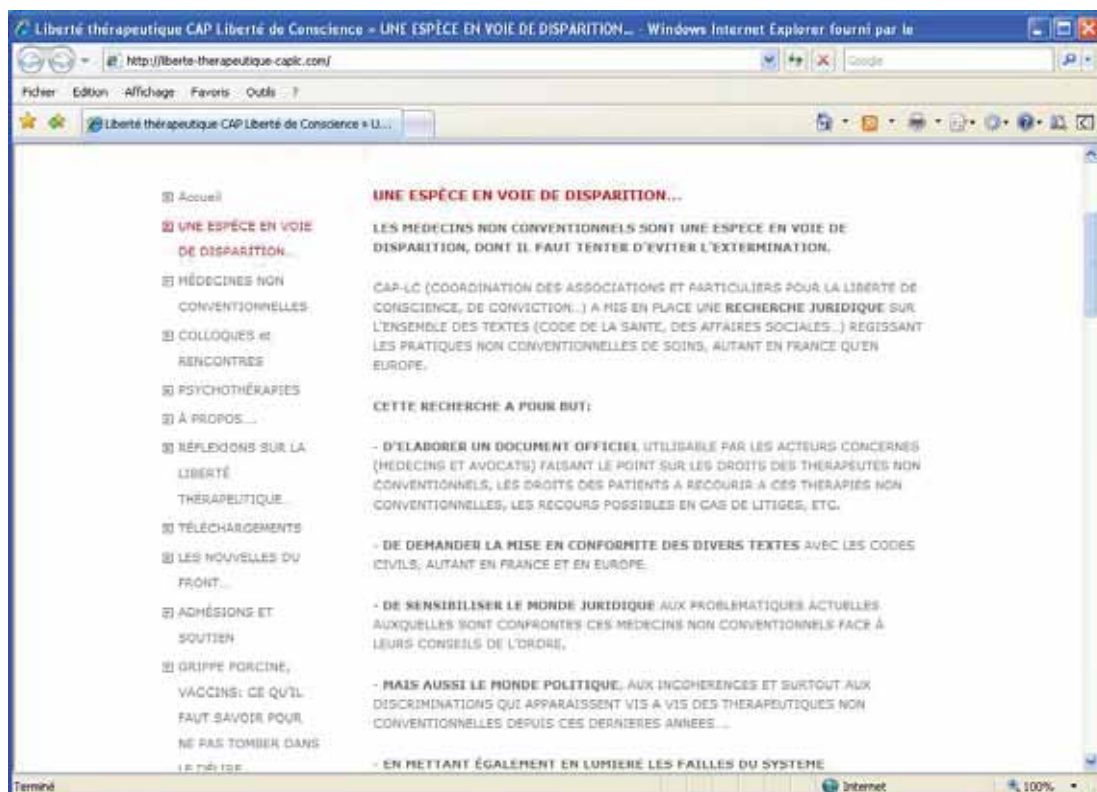 Liberté thérapeutique CAP Liberté de Conscience » UNE ESPÈCE EN VOIE DE DISPARITION... - Windows Internet Explorer fourni par le
http://liberte-therapeutique-caplc.com/
Google
Fichier Edition Affichage Favoris Outils ?
Liberté thérapeutique CAP Liberté de Conscience » U...
Accueil
UNE ESPÈCE EN VOIE
DE DISPARITION...
MÉDECINES NON
CONVENTIONNELLES
COLLOQUES et
RENCONTRES
PSYCHOTHÉRAPIES
À PROPOS....
RÉFLEXIONS SUR LA
LIBERTÉ
THÉRAPEUTIQUE...
TÉLÉCHARGEMENTS
LES NOUVELLES DU
FRONT...
ADHÉSIONS ET
SOUTIEN
GRIPPE PORCINE,
VACCINS: CE QU'IL
FAUT SAVOIR POUR
NE PAS TOMBER DANS
LE DÉLIRE
UNE ESPÈCE EN VOIE DE DISPARITION...
LES MEDECINS NON CONVENTIONNELS SONT UNE ESPECE EN VOIE DE
DISPARITION, DONT IL FAUT TENTER D'EVITER L'EXTERMINATION.
CAP-LC (COORDINATION DES ASSOCIATIONS ET PARTICULIERS POUR LA LIBERTE DE
CONSCIENCE, DE CONVICTION..) A MIS EN PLACE UNE RECHERCHE JURIDIQUE SUR
L'ENSEMBLE DES TEXTES (CODE DE LA SANTE, DES AFFAIRES SOCIALES..) REGISSANT
LES PRATIQUES NON CONVENTIONNELLES DE SOINS, AUTANT EN FRANCE QU'EN
EUROPE.
CETTE RECHERCHE A POUR BUT:
- D'ELABORER UN DOCUMENT OFFICIEL UTILISABLE PAR LES ACTEURS CONCERNES
(MEDECINS ET AVOCATS) FAISANT LE POINT SUR LES DROITS DES THERAPEUTES NON
CONVENTIONNELS, LES DROITS DES PATIENTS A RECOURIR A CES THERAPIES NON
CONVENTIONNELLES, LES RECOURS POSSIBLES EN CAS DE LITIGES, ETC.
- DE DEMANDER LA MISE EN CONFORMITE DES DIVERS TEXTES AVEC LES CODES
CIVILS, AUTANT EN FRANCE ET EN EUROPE.
- DE SENSIBILISER LE MONDE JURIDIQUE AUX PROBLEMATIQUES ACTUELLES
AUXQUELLES SONT CONFRONTES CES MEDECINS NON CONVENTIONNELS FACE À
LEURS CONSEILS DE L'ORDRE,
- MAIS AUSSI LE MONDE POLITIQUE, AUX INCOHERENCES ET SURTOUT AUX
DISCRIMINATIONS QUI APPARAISSENT VIS A VIS DES THERAPEUTIQUES NON
CONVENTIONNELLES DEPUIS CES DERNIERES ANNEES....
- EN METTANT ÉGALEMENT EN LUMIERE LES FAILLES DU SYSTEME
Terminé
Internet
100%